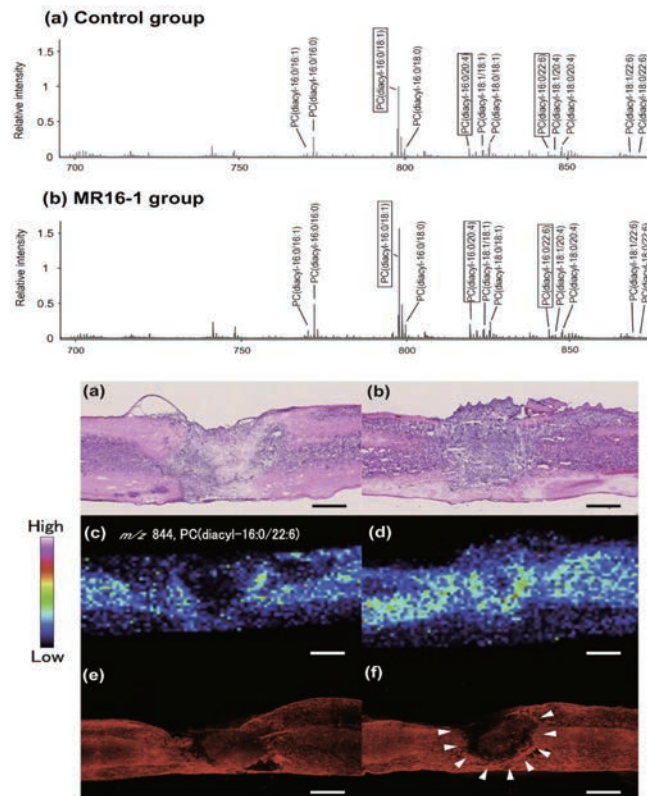 (a) Control group
Relative intensity
1.5
1
0.5
0
PC(diacyl-16:0/16:1)
PC(diacyl-16:0/16:0)
PC(diacyl-16:0/18:1)
PC(diacyl-16:0/18:0)
PC(diacyl-16:0/20:4)
PC(diacyl-18:1/18:1)
PC(diacyl-18:0/18:1)
PC(diacyl-16:0/22:6)
PC(diacyl-18:1/20:4)
PC(diacyl-18:0/20:4)
PC(diacyl-18:1/22:6)
PC(diacyl-18:0/22:6)
700 750 800 850
(b) MR16-1 group
Relative intensity
1.5
1
0.5
0
PC(diacyl-16:0/16:1)
PC(diacyl-16:0/16:0)
PC(diacyl-16:0/18:1)
PC(diacyl-16:0/18:0)
PC(diacyl-16:0/20:4)
PC(diacyl-18:1/18:1)
PC(diacyl-18:0/18:1)
PC(diacyl-16:0/22:6)
PC(diacyl-18:1/20:4)
PC(diacyl-18:0/20:4)
PC(diacyl-18:1/22:6)
PC(diacyl-18:0/22:6)
700 750 800 850
(a) (b)
High
Low
(c) m/z 844, PC(diacyl-16:0/22:6) (d)
(e) (f)